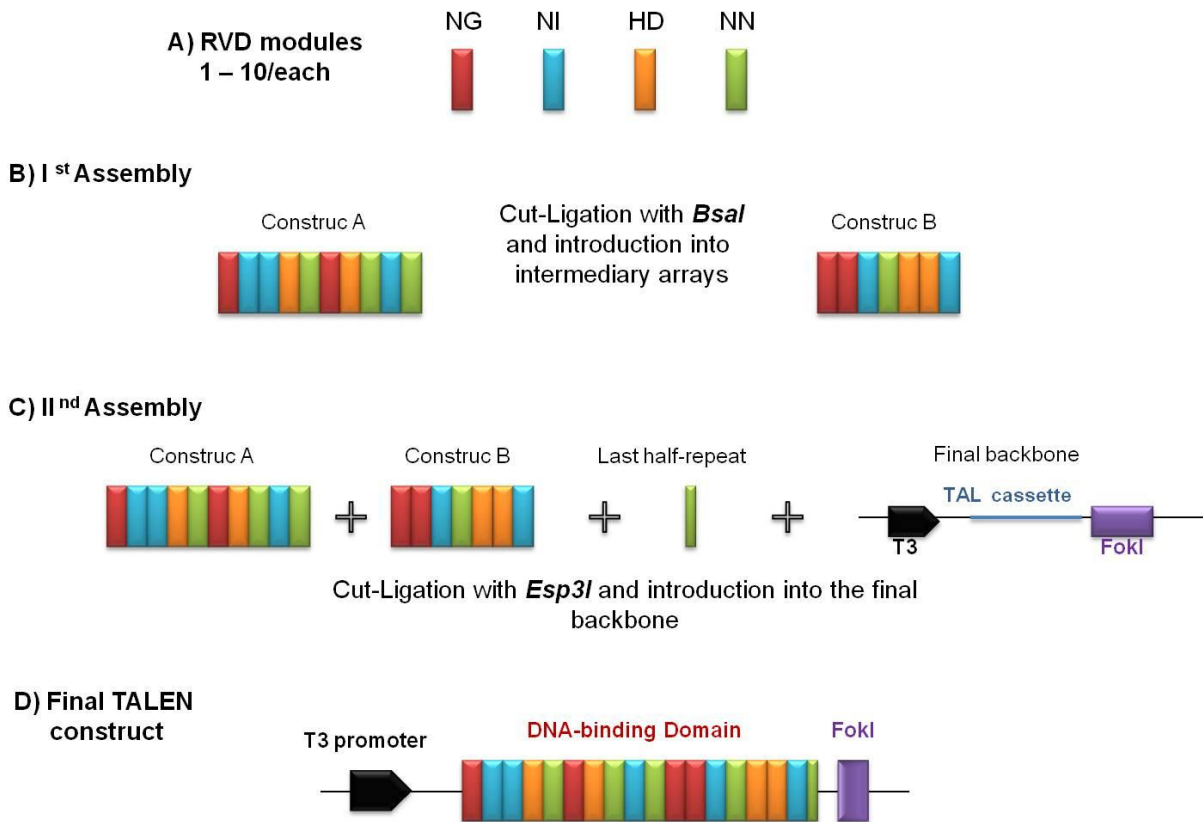 NG NI HD NN
A) RVD modules
1 – 10/each
B) I st Assembly
Construc A
Cut-Ligation with BsaI
and introduction into
intermediary arrays
Construc B
C) II nd Assembly
Construc A
Construc B
Last half-repeat
Final backbone
TAL cassette
T3
FokI
Cut-Ligation with Esp3I and introduction into the final
backbone
D) Final TALEN
construct
T3 promoter
DNA-binding Domain
FokI